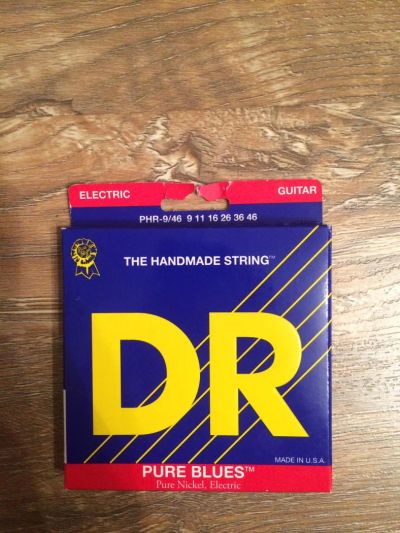 ELECTRIC GUITAR
PHR-9/46 9 11 16 26 36 46
THE HANDMADE STRING™
DR
MADE IN U.S.A.
PURE BLUES™
Pure Nickel, Electric